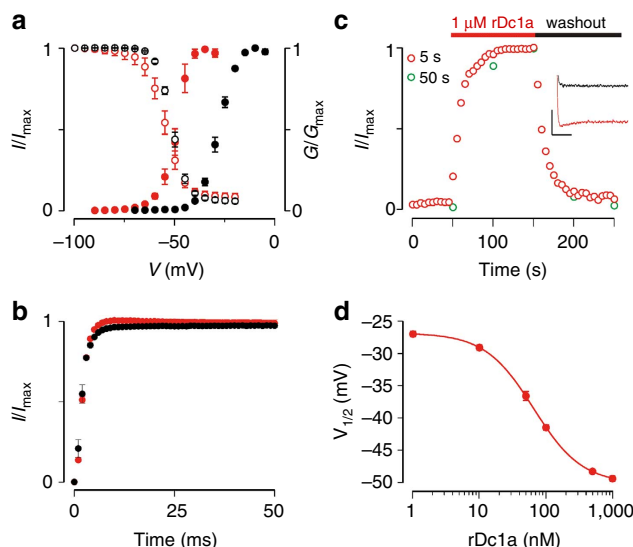 a
1
0
I/Imax
1
0
G/Gmax
−100
−50
0
V (mV)
c
1 μM rDc1a
washout
5 s
50 s
1
0
I/Imax
100
200
Time (s)
b
1
0
I/Imax
0
25
50
Time (ms)
d
−25
−30
−35
−40
−45
−50
V1/2 (mV)
1
10
100
1,000
rDc1a (nM)